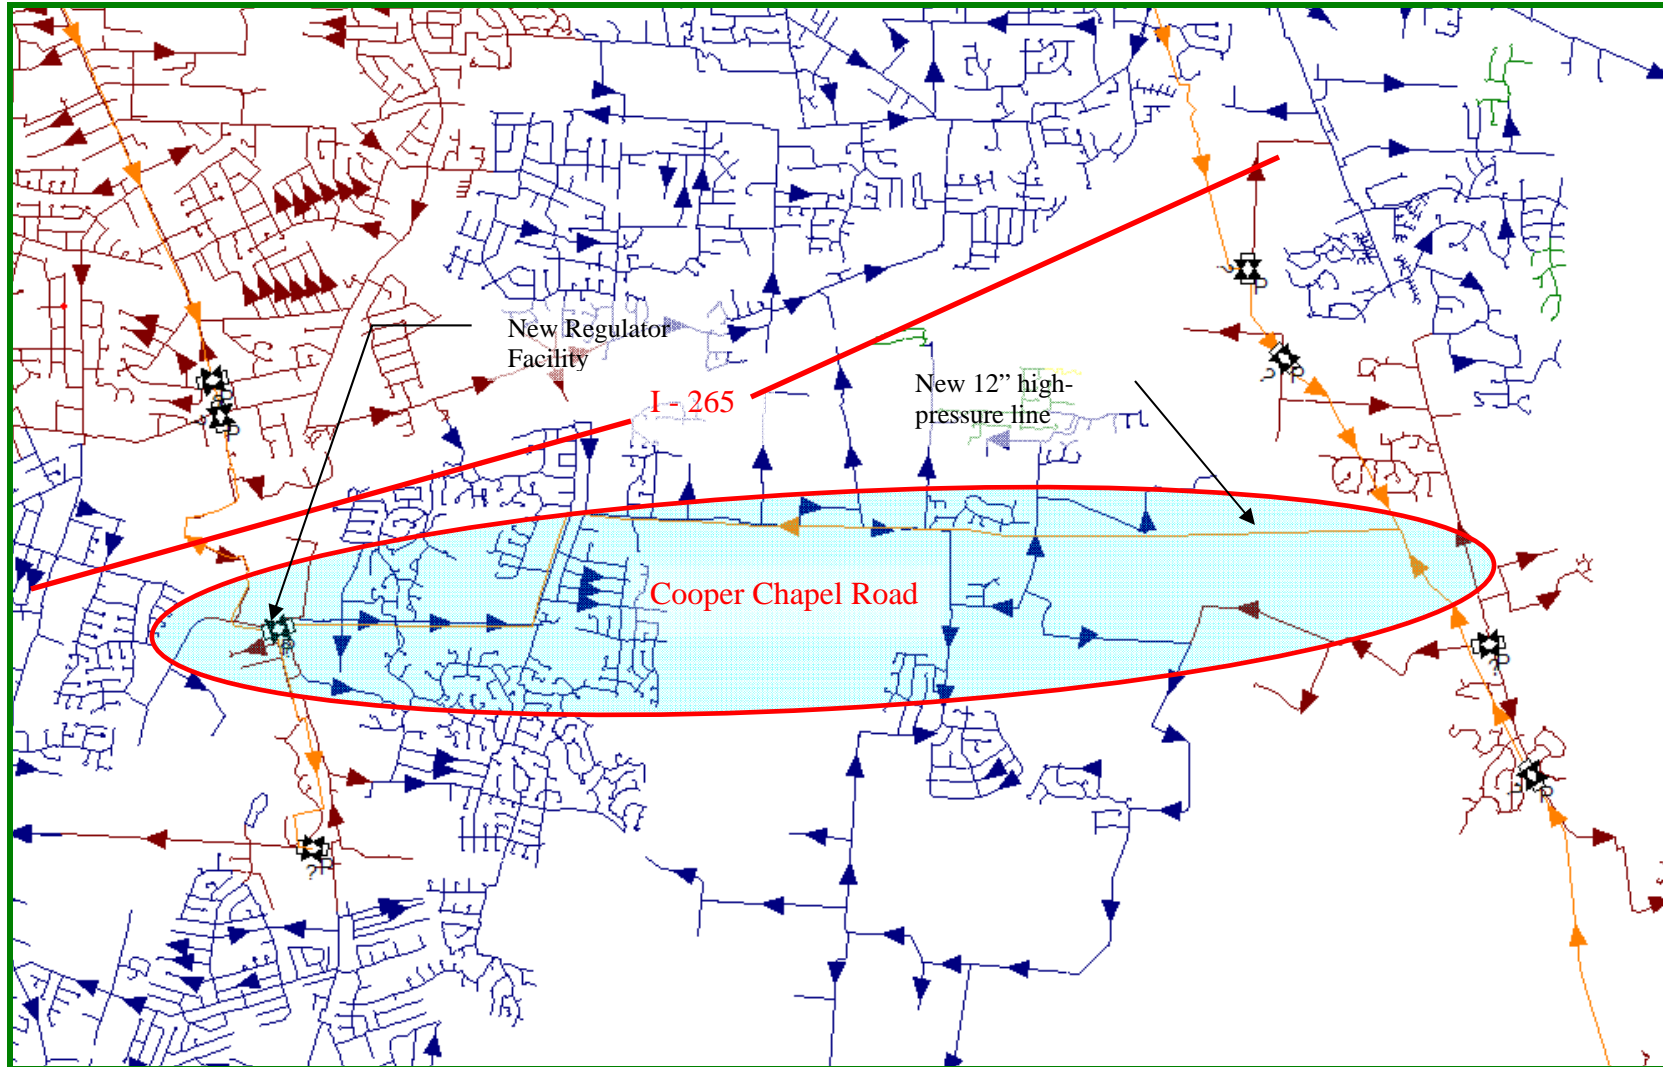 New Regulator
Facility
I - 265
New 12” high-
pressure line
Cooper Chapel Road